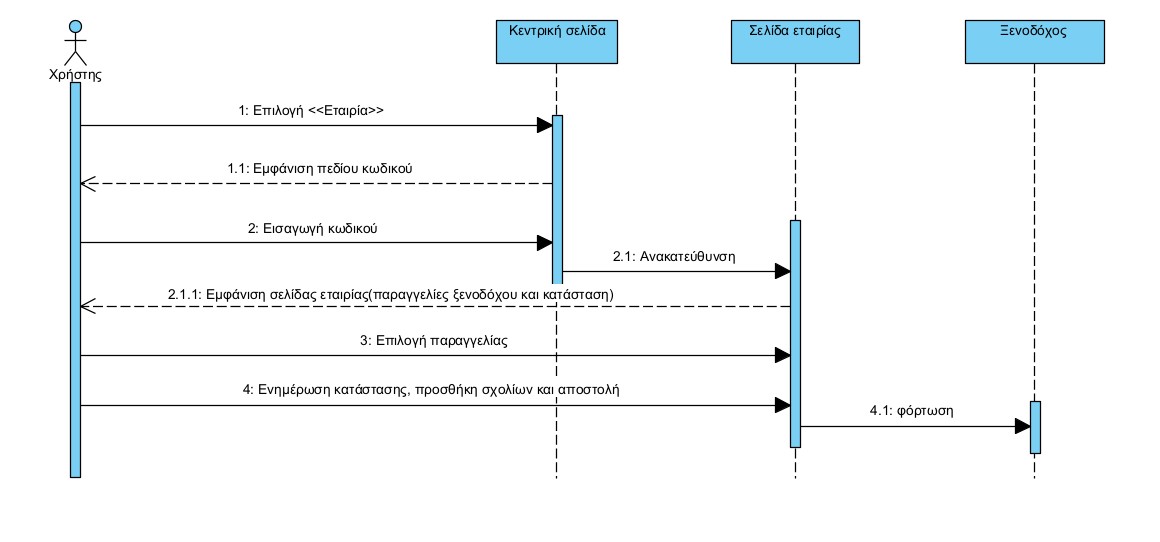 Κεντρική σελίδα
Σελίδα εταιρίας
Ξενοδόχος
Χρήστης
1: Επιλογή <<Εταιρία>>
1.1: Εμφάνιση πεδίου κωδικού
2: Εισαγωγή κωδικού
2.1: Ανακατεύθυνση
2.1.1: Εμφάνιση σελίδας εταιρίας(παραγγελίες ξενοδόχου και κατάσταση)
3: Επιλογή παραγγελίας
4: Ενημέρωση κατάστασης, προσθήκη σχολίων και αποστολή
4.1: φόρτωση